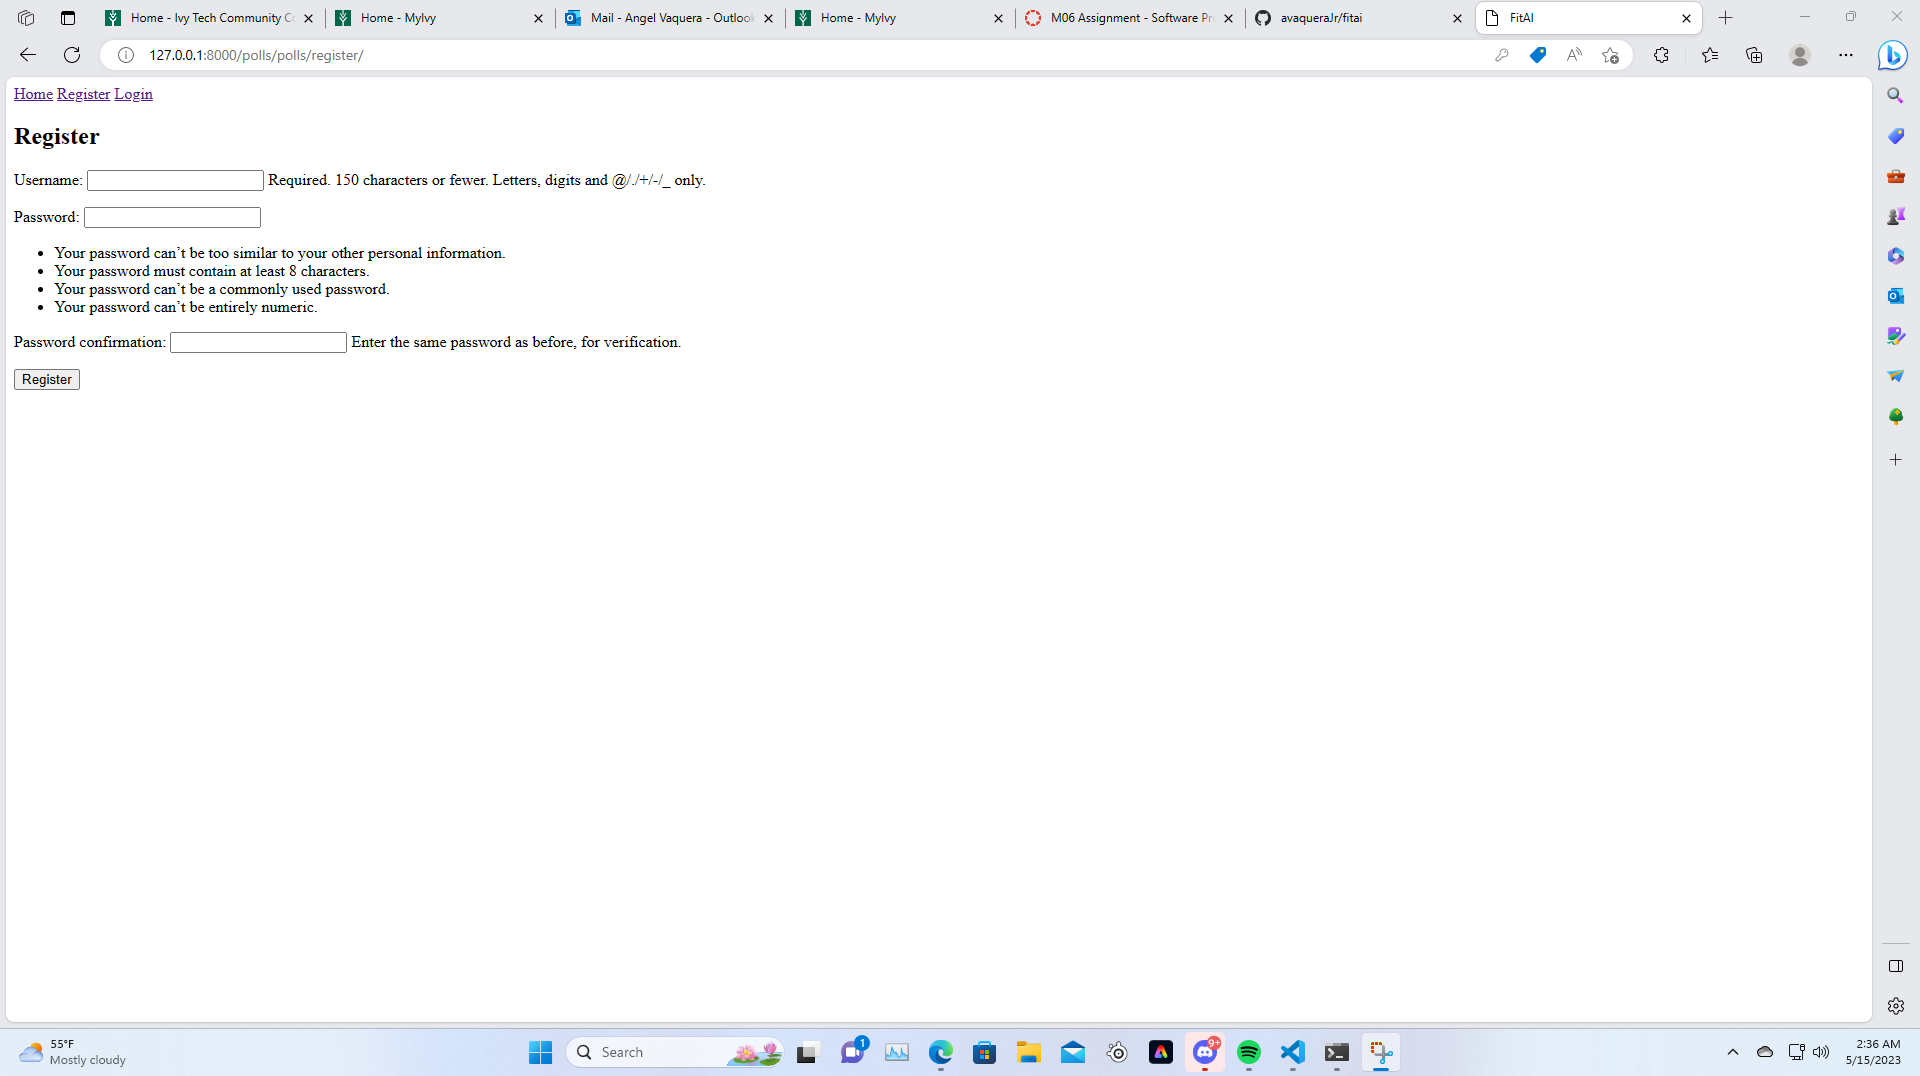 Home - Ivy Tech Community Co
Home - MyIvy
Mail - Angel Vaquera - Outlook
Home - MyIvy
M06 Assignment - Software Pro
avaqueraJr/fitai
FitAI
127.0.0.1:8000/polls/polls/register/
Home Register Login
Register
Username: Required. 150 characters or fewer. Letters, digits and @/./+/-/_ only.
Password:
Your password can’t be too similar to your other personal information.
Your password must contain at least 8 characters.
Your password can’t be a commonly used password.
Your password can’t be entirely numeric.
Password confirmation: Enter the same password as before, for verification.
Register
55°F
Mostly cloudy
Search
1
9+
2:36 AM
5/15/2023